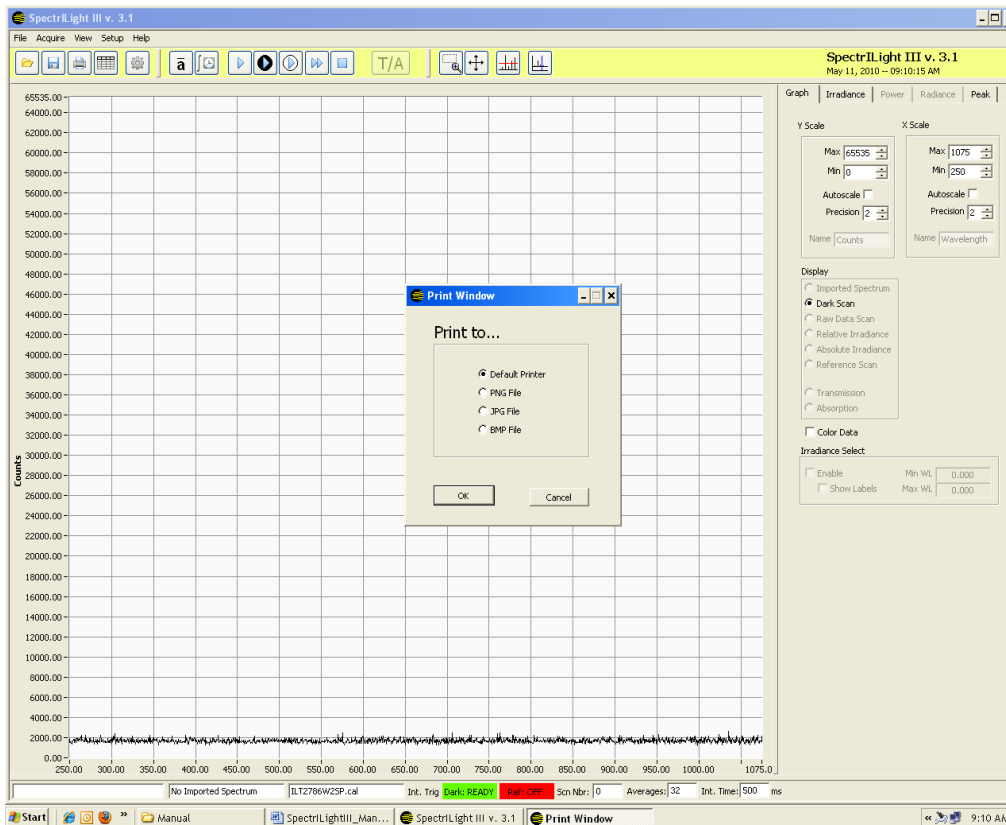 SpectrILight III v. 3.1
File Acquire View Setup Help
ā
T/A
SpectrILight III v. 3.1
May 11, 2010 -- 09:10:15 AM
Graph Irradiance Power Radiance Peak
Y Scale X Scale
Max 65535 Max 1075
Min 0 Min 250
Autoscale Autoscale
Precision 2 Precision 2
Name Counts Name Wavelength
Display
Imported Spectrum
Dark Scan
Raw Data Scan
Relative Irradiance
Absolute Irradiance
Reference Scan
Transmission
Absorption
Color Data
Irradiance Select
Enable Min WL 0.000
Show Labels Max WL 0.000
65535.00
64000.00
62000.00
60000.00
58000.00
56000.00
54000.00
52000.00
50000.00
48000.00
46000.00
44000.00
42000.00
40000.00
38000.00
36000.00
34000.00
32000.00
30000.00
28000.00
26000.00
24000.00
22000.00
20000.00
18000.00
16000.00
14000.00
12000.00
10000.00
8000.00
6000.00
4000.00
2000.00
0.00
Counts
250.00 300.00 350.00 400.00 450.00 500.00 550.00 600.00 650.00 700.00 750.00 800.00 850.00 900.00 950.00 1000.00 1075.0
Print Window
Print to...
Default Printer
PNG File
JPG File
BMP File
OK Cancel
No Imported Spectrum ILT2786W2SP.cal Int. Trig Dark: READY Ref: OFF Scn Nbr: 0 Averages: 32 Int. Time: 500 ms
Start » Manual SpectrILightIII_Man... SpectrILight III v. 3.1 Print Window « 9:10 AM